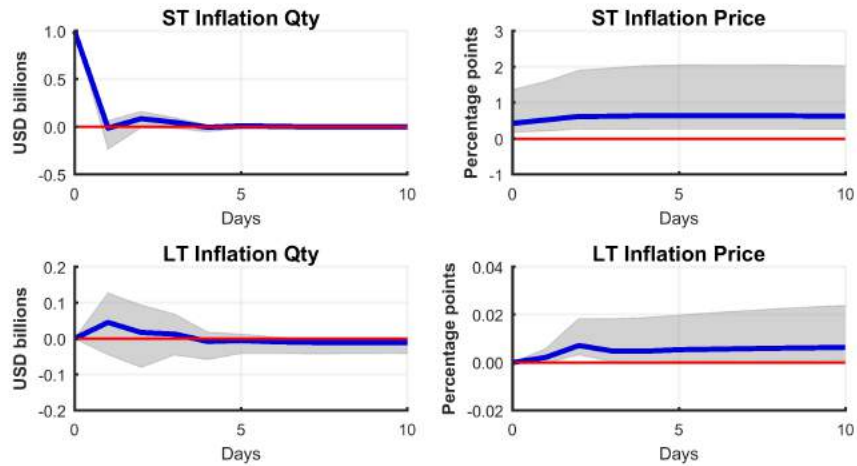 ST Inflation Qty
USD billions
1.0
0.5
0.0
-0.5
0
5
10
Days
ST Inflation Price
Percentage points
3
2
1
0
-1
0
5
10
Days
LT Inflation Qty
USD billions
0.2
0.1
0.0
-0.1
-0.2
0
5
10
Days
LT Inflation Price
Percentage points
0.04
0.02
0.00
-0.02
0
5
10
Days